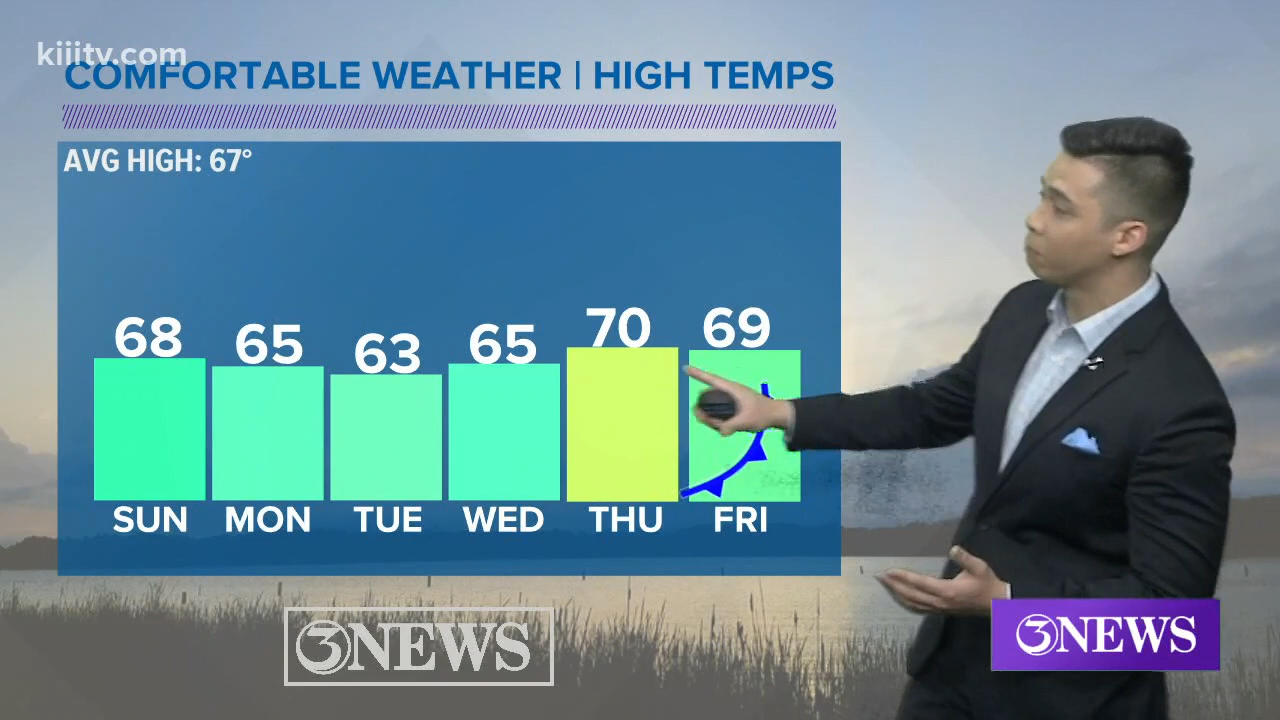 kiiitv.com
COMFORTABLE WEATHER | HIGH TEMPS
AVG HIGH: 67°
68 65 63 65 70 69
SUN MON TUE WED THU FRI
3NEWS
3NEWS